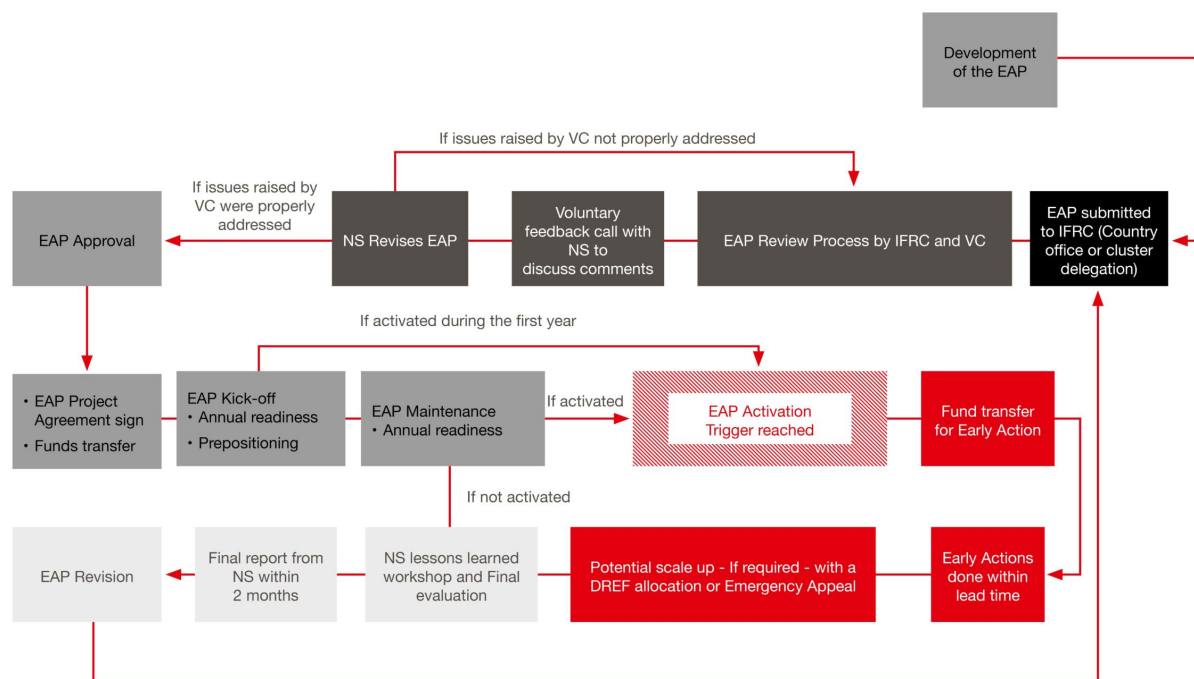 Development
of the EAP
If issues raised by VC not properly addressed
If issues raised by
VC were properly
addressed
EAP Approval
NS Revises EAP
Voluntary
feedback call with
NS to
discuss comments
EAP Review Process by IFRC and VC
EAP submitted
to IFRC (Country
office or cluster
delegation)
If activated during the first year
• EAP Project
Agreement sign
• Funds transfer
EAP Kick-off
• Annual readiness
• Prepositioning
EAP Maintenance
• Annual readiness
If activated
EAP Activation
Trigger reached
Fund transfer
for Early Action
If not activated
EAP Revision
Final report from
NS within
2 months
NS lessons learned
workshop and Final
evaluation
Potential scale up - If required - with a
DREF allocation or Emergency Appeal
Early Actions
done within
lead time